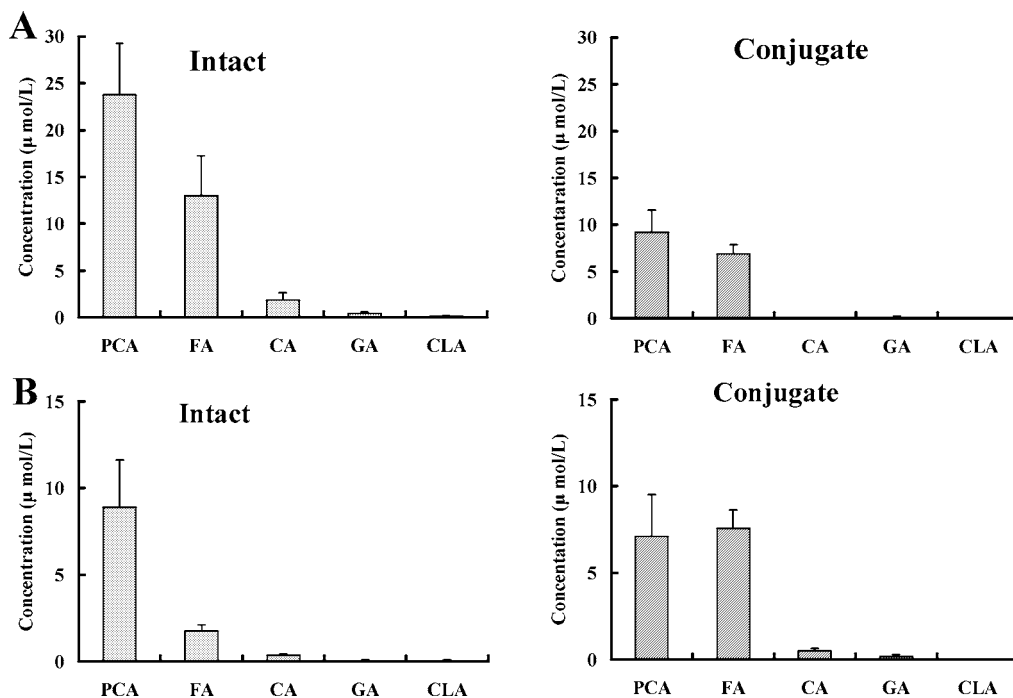 A
Intact
Concentration (μ mol/L)
30
25
20
15
10
5
0
PCA FA CA GA CLA
Conjugate
Concentaration (μ mol/L)
30
25
20
15
10
5
0
PCA FA CA GA CLA
B
Intact
Concentration (μ mol/L)
15
10
5
0
PCA FA CA GA CLA
Conjugate
Concentation (μ mol/L)
15
10
5
0
PCA FA CA GA CLA